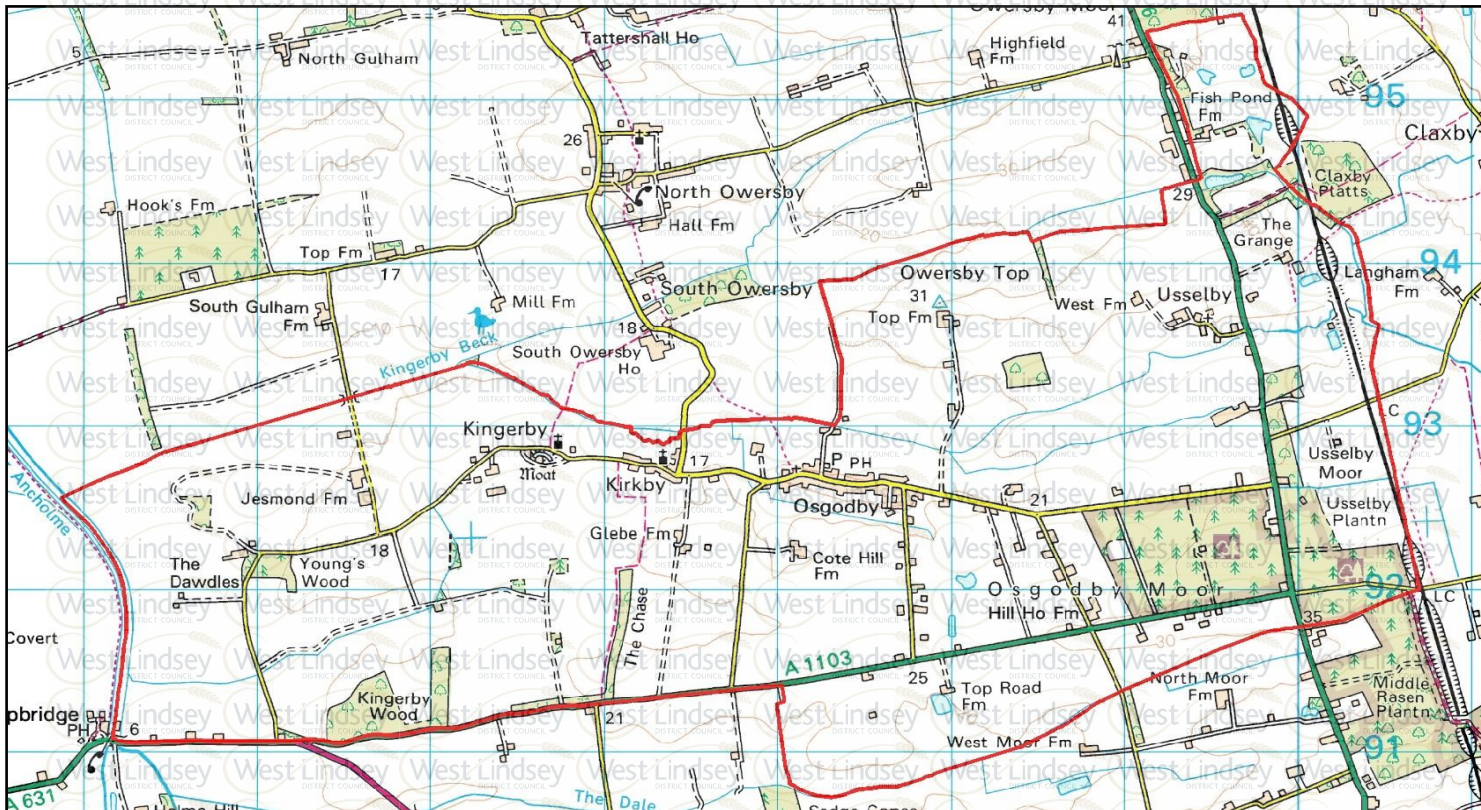 Owersby Moor
41
Tattershall Ho
Highfield
Fm
5
North Gulham
Fish Pond
Fm
95
Claxby
26
Claxby
Platts
North Owersby
29
Hook's Fm
Hall Fm
The
Grange
30
20
Top Fm
17
Owersby Top
94
Langham
Fm
South Owersby
31
Usselby
West Fm
South Gulham
Fm
Mill Fm
Top Fm
10
18
Kingerby Beck
South Owersby
Ho
C
93
Kingerby
Usselby
Moor
Moat
17
P PH
Kirkby
Jesmond Fm
Osgodby
21
Usselby
Plantn
Ancholme
Glebe Fm
18
Cote Hill
Fm
The
Dawdles
Young's
Wood
Osgodby Moor
92
LC
Hill Ho Fm
35
Covert
The Chase
A 1103
30
25
North Moor
Fm
Middle
Rasen
Plantn
Top Road
Fm
Kingerby
Wood
21
pbridge
PH
6
West Moor Fm
91
A 631
The Dale
West Lindsey
DISTRICT COUNCIL